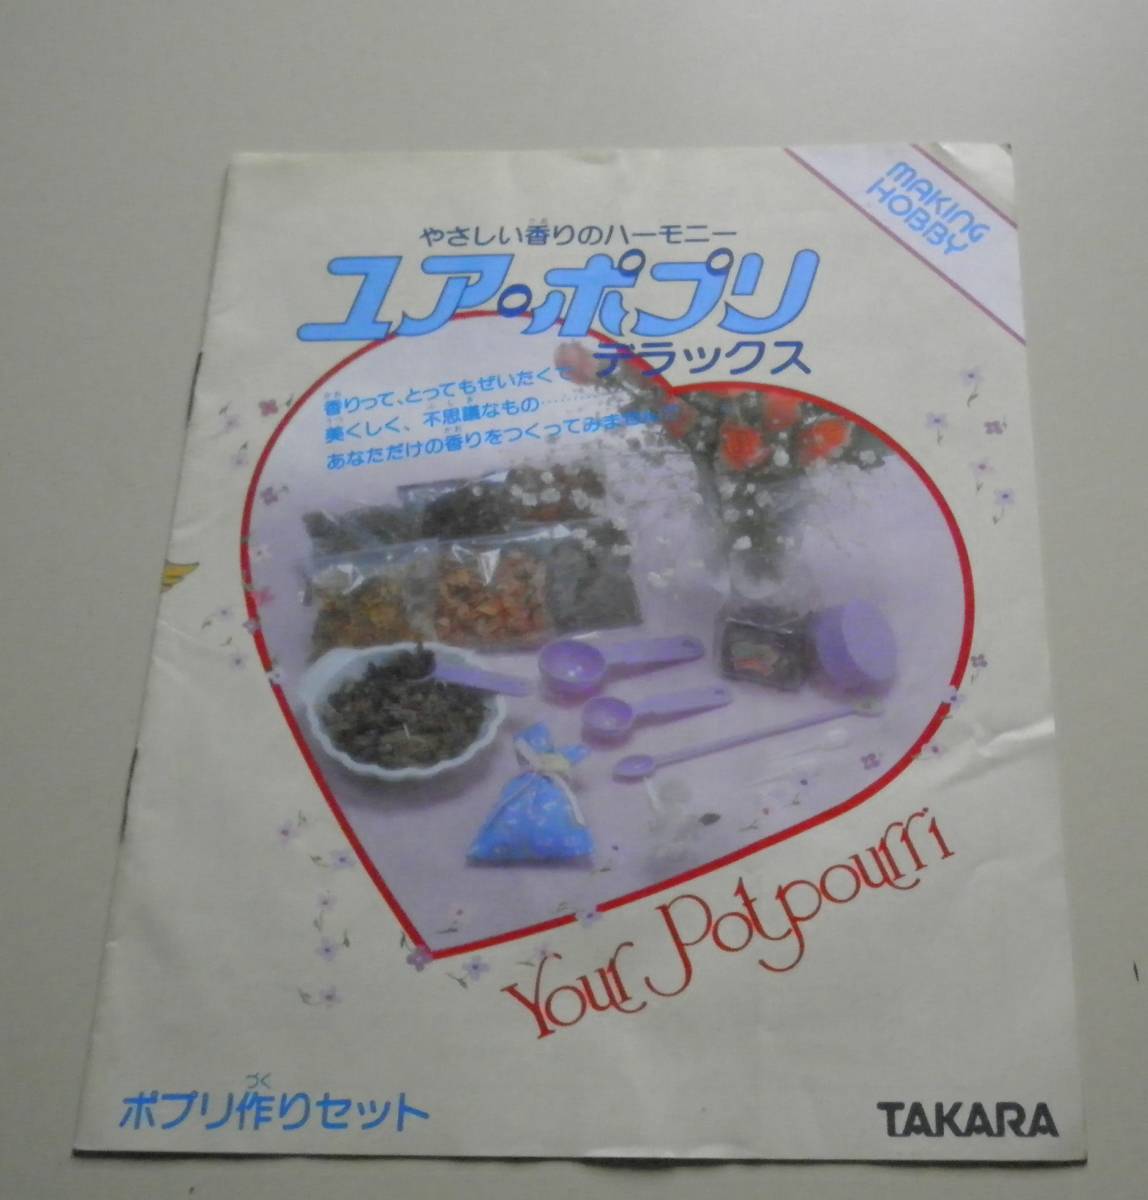 MAKING
HOBBY
やさしい香りのハーモニー
ユア・ポプリ
デラックス
香りって、とってもぜいたくで
美くしく、不思議なもの…………
あなただけの香りをつくってみませんか
Your Potpourri
ポプリ作りセット
TAKARA